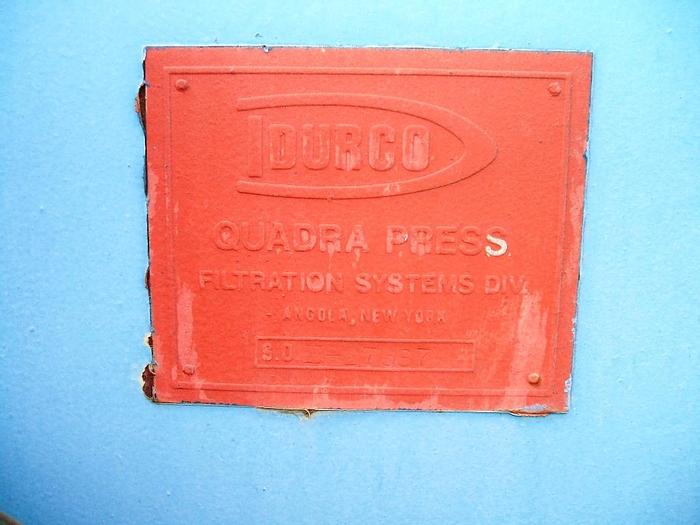 DURCO
QUADRA PRESS
FILTRATION SYSTEMS DIV.
ANGOLA, NEW YORK
S.O